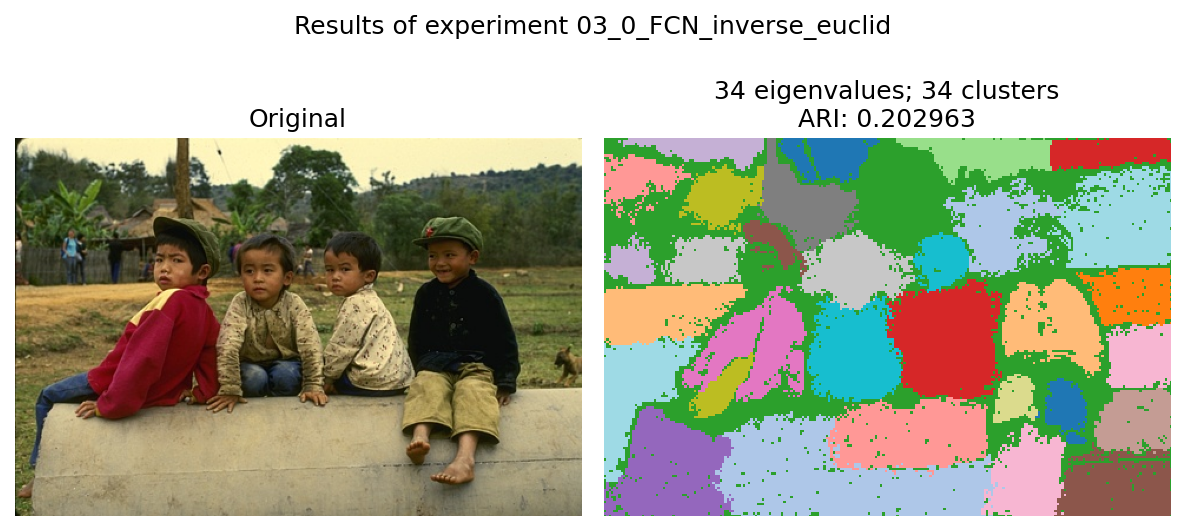 Results of experiment 03_0_FCN_inverse_euclid
Original
34 eigenvalues; 34 clusters
ARI: 0.202963